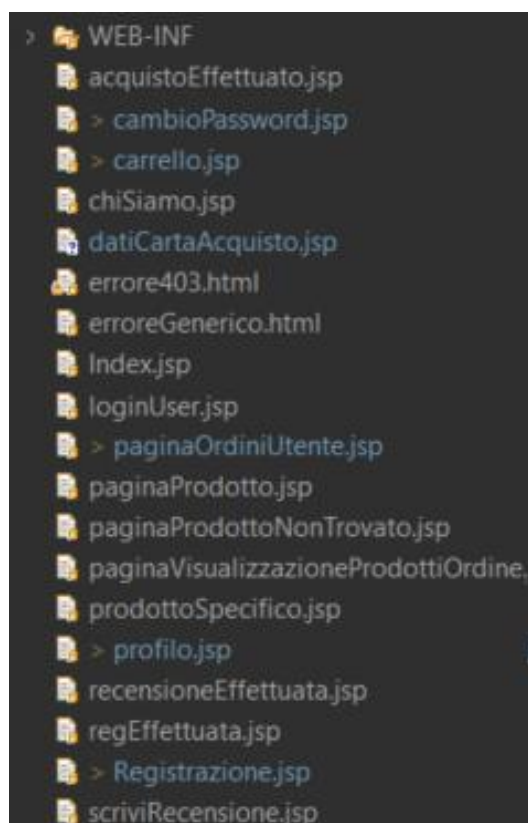 > WEB-INF
acquistoEffettuato.jsp
> cambioPassword.jsp
> carrello.jsp
chiSiamo.jsp
datiCartaAcquisto.jsp
errore403.html
erroreGenerico.html
Index.jsp
loginUser.jsp
> paginaOrdiniUtente.jsp
paginaProdotto.jsp
paginaProdottoNonTrovato.jsp
paginaVisualizzazioneProdottiOrdine.
prodottoSpecifico.jsp
> profilo.jsp
recensioneEffettuata.jsp
regEffettuata.jsp
> Registrazione.jsp
scriviRecensione.jsp